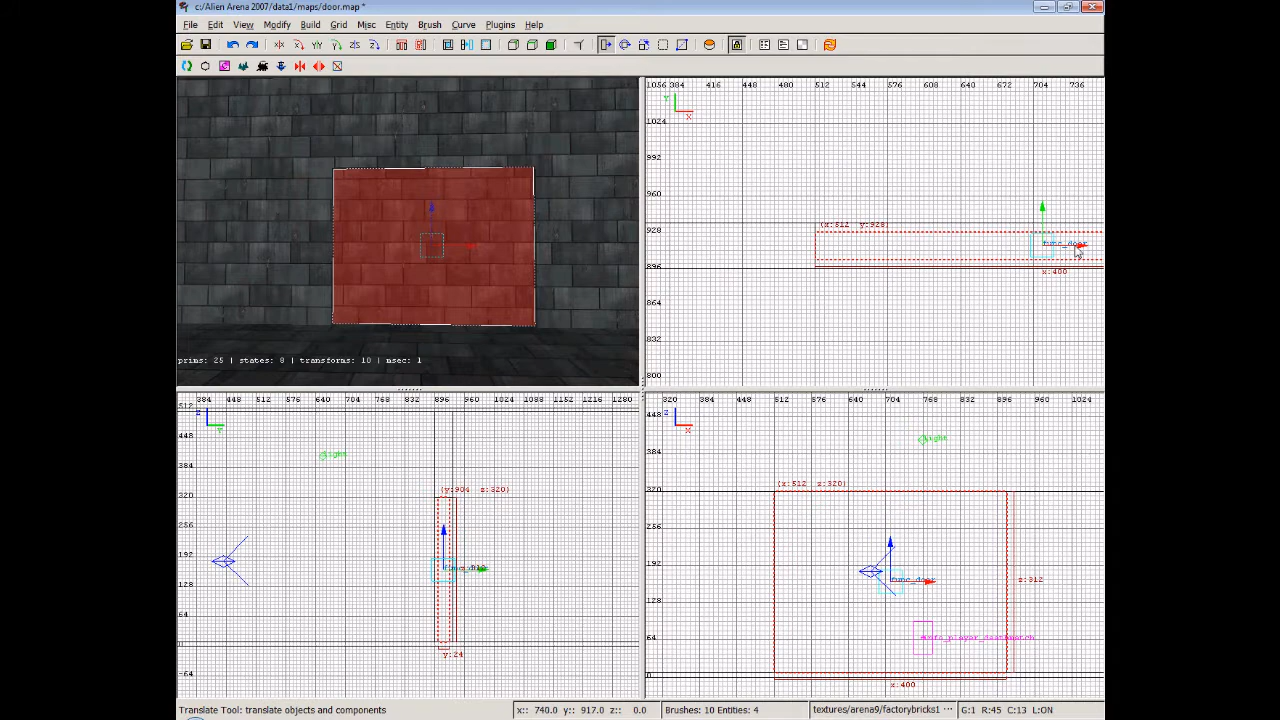 c:/Alien Arena 2007/data1/maps/door.map *
File Edit View Modify Build Grid Misc Entity Brush Curve Plugins Help
1056 384 416 448 480 512 544 576 608 640 672 704 736
Y
X
1024
992
960
(x:512 y:928)
928
func_door
896
x:400
864
832
800
prims: 25 | states: 8 | transforms: 10 | msec: 1
384 448 512 576 640 704 768 832 896 960 1024 1088 1152 1216 1280
512
Z
Y
448
light
384
(y:904 z:320)
320
256
192
128
64
0
y:24
-64
320 384 448 512 576 640 704 768 832 896 960 1024
448
Z
X
light
384
(x:512 z:320)
320
256
192
func_door
z:312
128
64
info_player_deathmatch
0
x:400
Translate Tool: translate objects and components
x:: 740.0 y:: 917.0 z:: 0.0
Brushes: 10 Entities: 4
textures/arena9/factorybricks1
G:1 R:45 C:13 L:ON